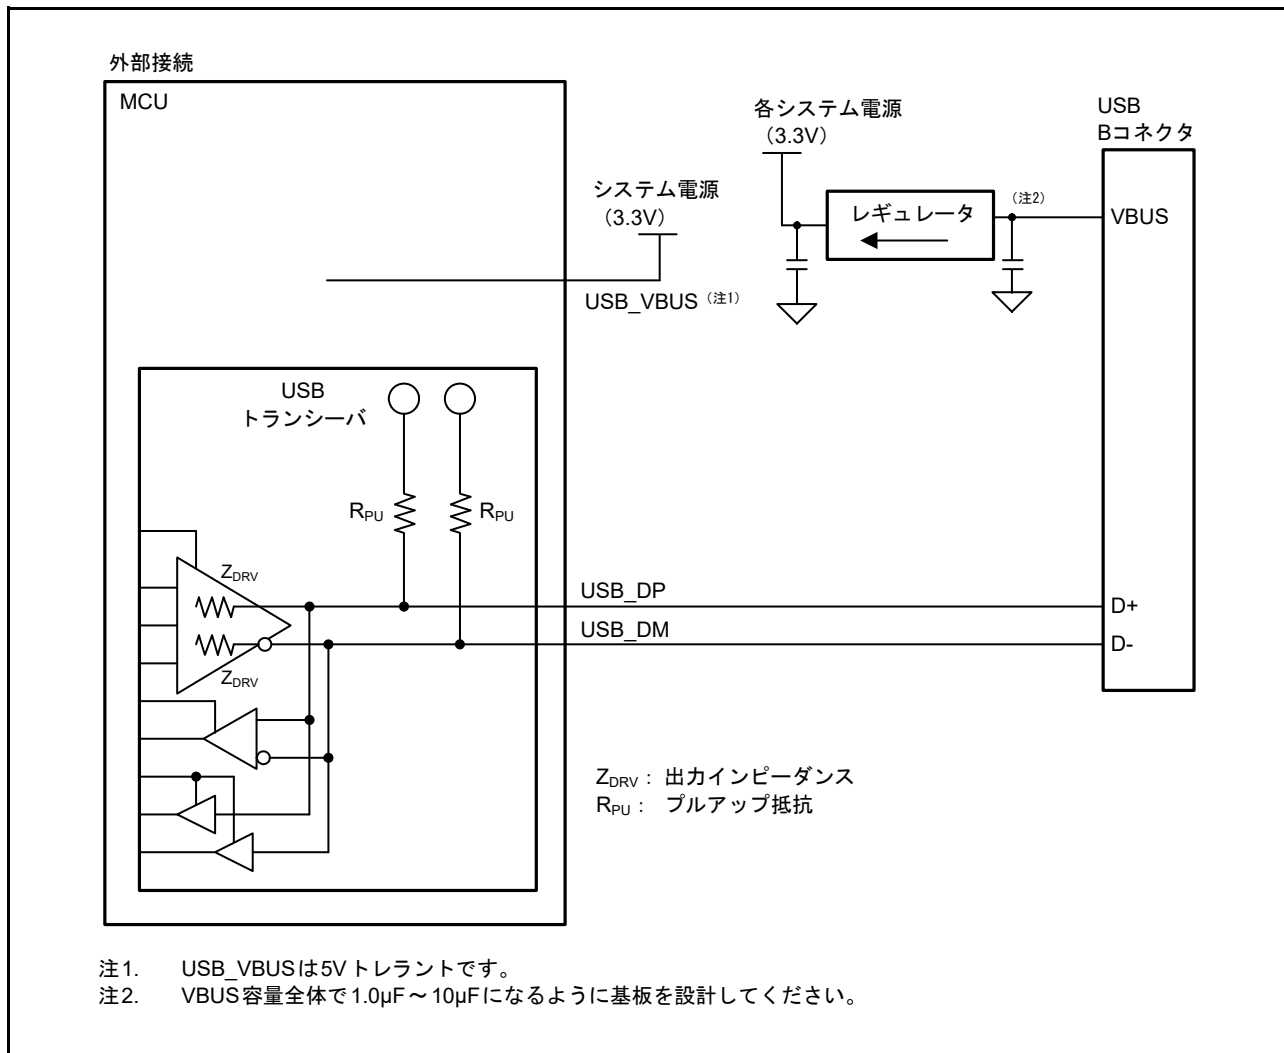 外部接続
MCU
各システム電源
（3.3V）
USB
Bコネクタ
システム電源
（3.3V）
レギュレータ
（注2）
VBUS
USB_VBUS（注1）
USB
トランシーバ
RPU
RPU
ZDRV
USB_DP
D+
USB_DM
D-
ZDRV
ZDRV： 出力インピーダンス
RPU： プルアップ抵抗
注1. USB_VBUSは5Vトレラントです。
注2. VBUS容量全体で1.0µF～10µFになるように基板を設計してください。